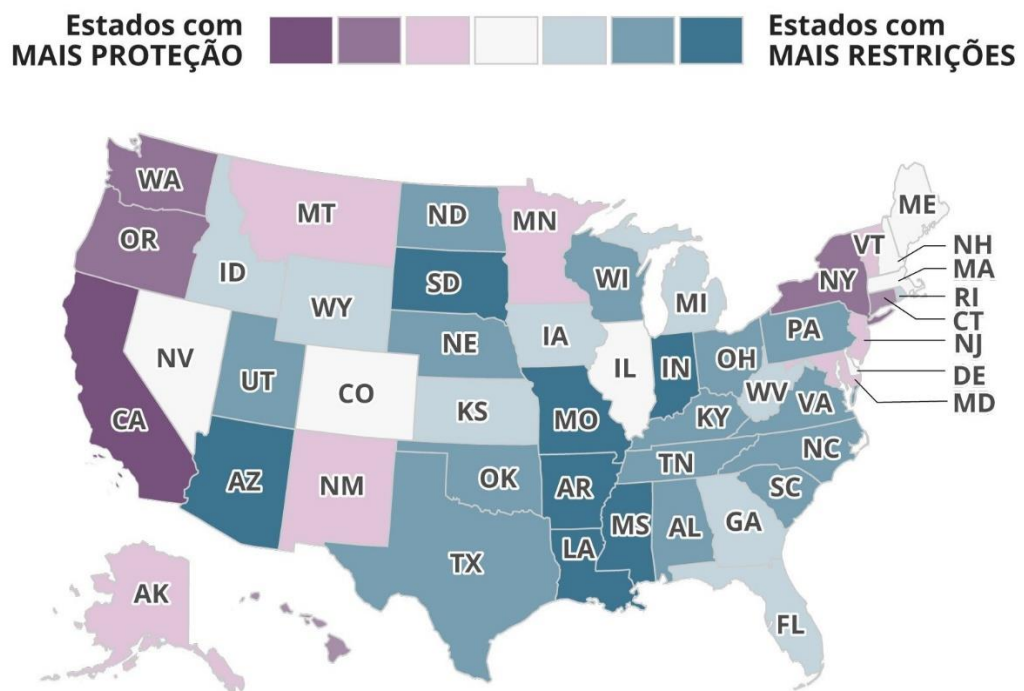 Estados com
MAIS PROTEÇÃO
Estados com
MAIS RESTRIÇÕES
WA
MT
ND
MN
ME
VT
NH
OR
ID
SD
WI
NY
MA
WY
MI
RI
CT
NE
IA
PA
NJ
NV
UT
CO
IL
IN
OH
DE
WV
MD
CA
KS
MO
KY
VA
AZ
NM
OK
AR
TN
NC
SC
TX
LA
MS
AL
GA
AK
FL